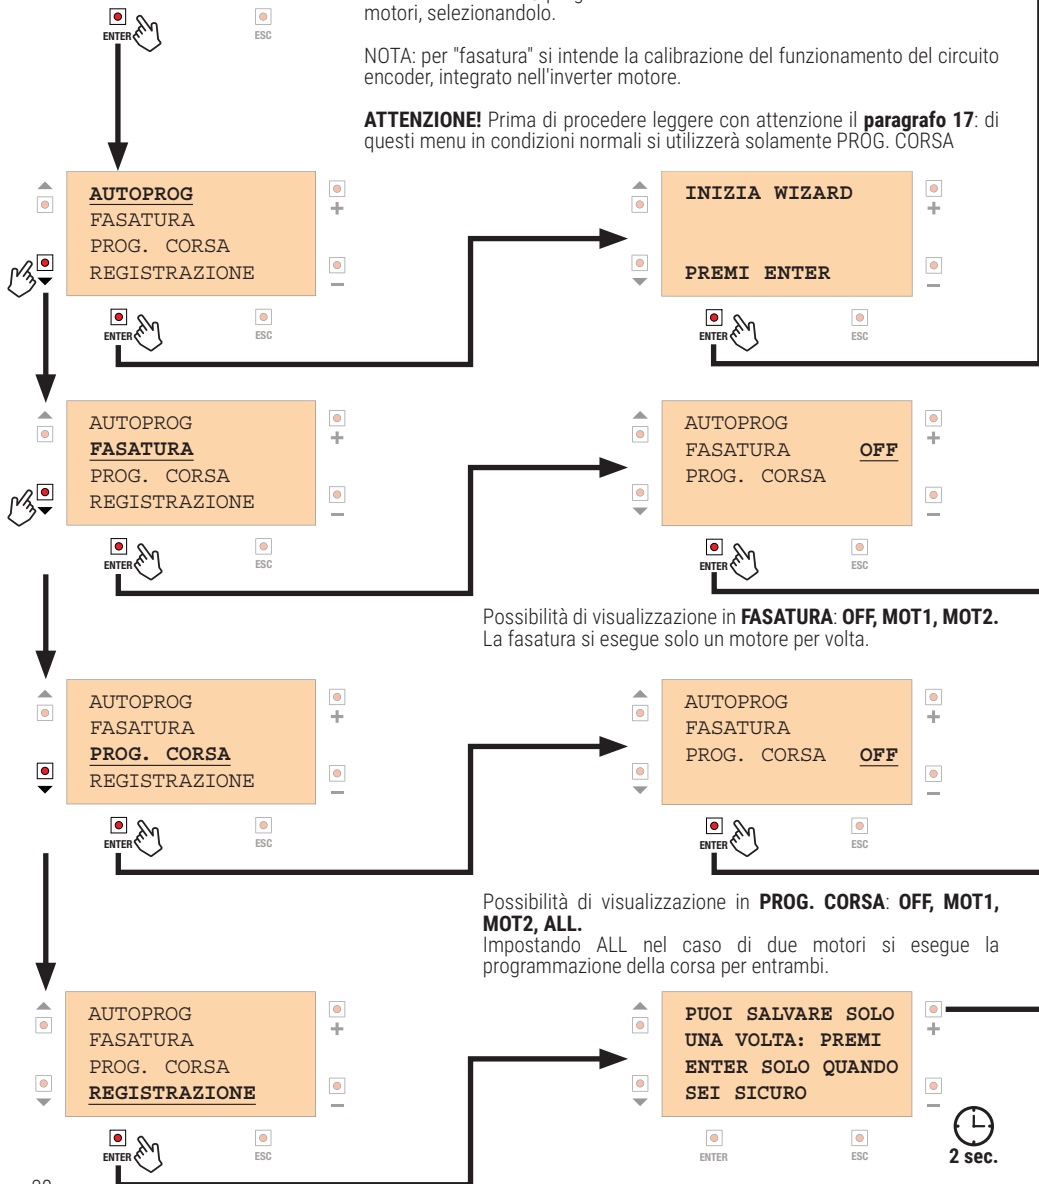 motori, selezionandolo.
ENTER
ESC
NOTA: per "fasatura" si intende la calibrazione del funzionamento del circuito
encoder, integrato nell'inverter motore.
ATTENZIONE! Prima di procedere leggere con attenzione il paragrafo 17: di
questi menu in condizioni normali si utilizzerà solamente PROG. CORSA
AUTOPROG
FASATURA
PROG. CORSA
REGISTRAZIONE
+
−
ENTER
ESC
INIZIA WIZARD
PREMI ENTER
+
−
ENTER
ESC
AUTOPROG
FASATURA
PROG. CORSA
REGISTRAZIONE
+
−
ENTER
ESC
AUTOPROG
FASATURA OFF
PROG. CORSA
+
−
ENTER
ESC
Possibilità di visualizzazione in FASATURA: OFF, MOT1, MOT2.
La fasatura si esegue solo un motore per volta.
AUTOPROG
FASATURA
PROG. CORSA
REGISTRAZIONE
+
−
ENTER
ESC
AUTOPROG
FASATURA
PROG. CORSA OFF
+
−
ENTER
ESC
Possibilità di visualizzazione in PROG. CORSA: OFF, MOT1,
MOT2, ALL.
Impostando ALL nel caso di due motori si esegue la
programmazione della corsa per entrambi.
AUTOPROG
FASATURA
PROG. CORSA
REGISTRAZIONE
+
−
ENTER
ESC
PUOI SALVARE SOLO
UNA VOLTA: PREMI
ENTER SOLO QUANDO
SEI SICURO
+
−
ENTER
ESC
2 sec.